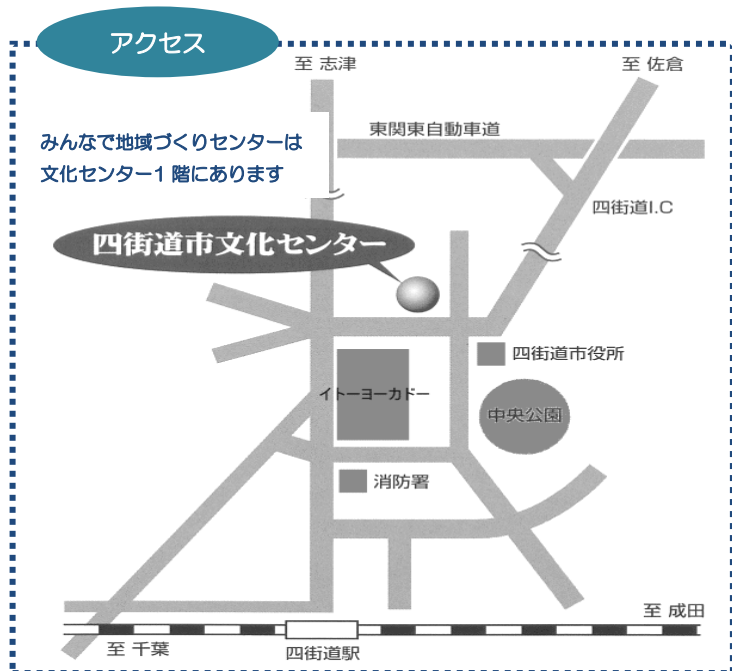 アクセス
至 志津
至 佐倉
東関東自動車道
みんなで地域づくりセンターは
文化センター1階にあります
四街道I.C
四街道市文化センター
四街道市役所
イトーヨーカドー
中央公園
消防署
至 成田
至 千葉
四街道駅